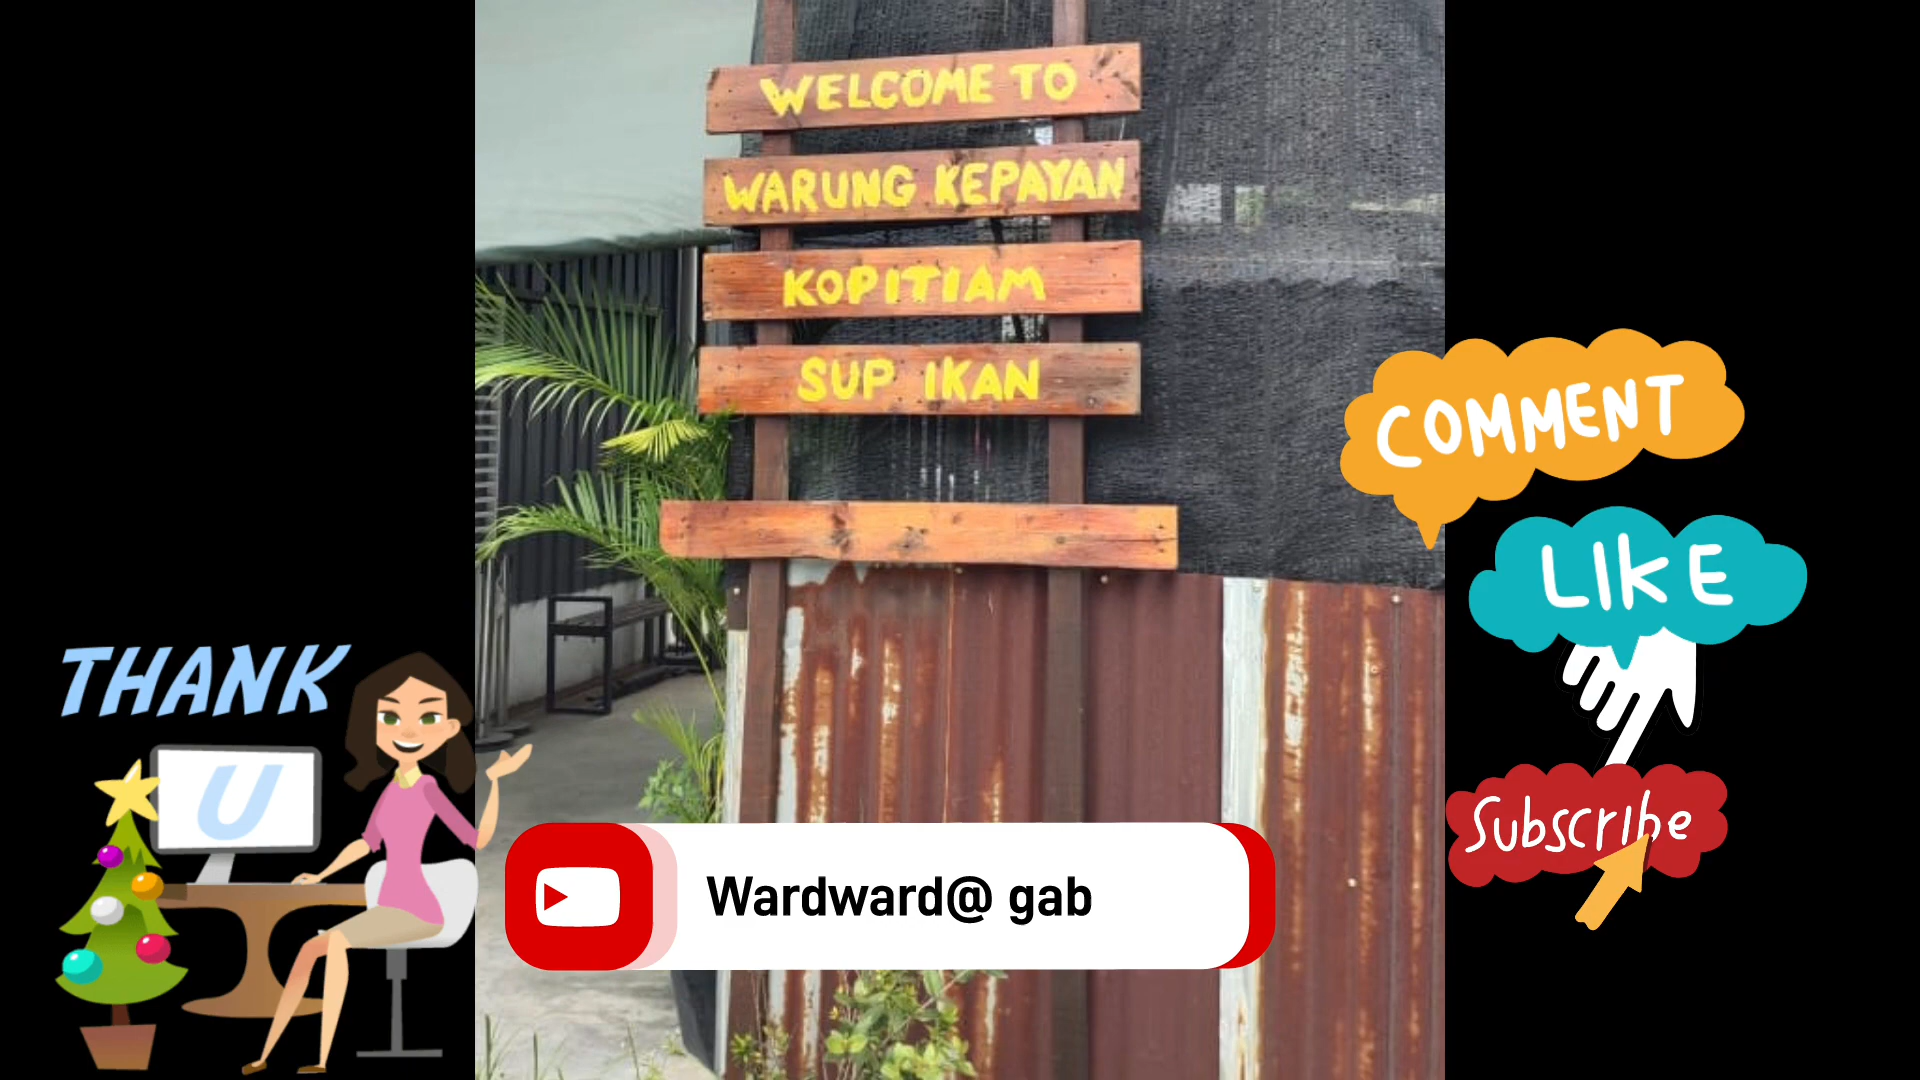 WELCOME TO
WARUNG KEPAYAN
KOPITIAM
SUP IKAN
COMMENT
LIKE
THANK
U
Subscribe
Wardward@ gab